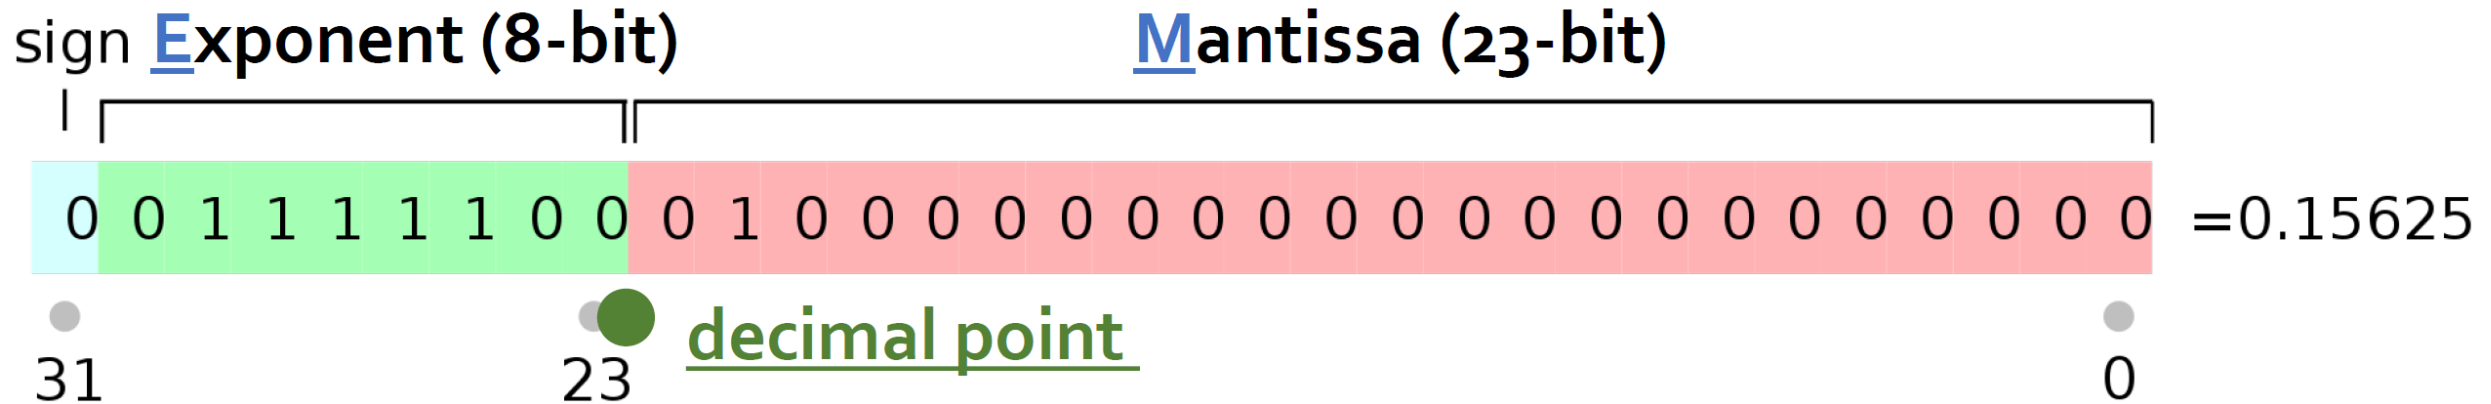 sign Exponent (8-bit) Mantissa (23-bit)
0 0 1 1 1 1 1 0 0 0 1 0 0 0 0 0 0 0 0 0 0 0 0 0 0 0 0 0 0 0 0 0 =0.15625
decimal point
31 23 0